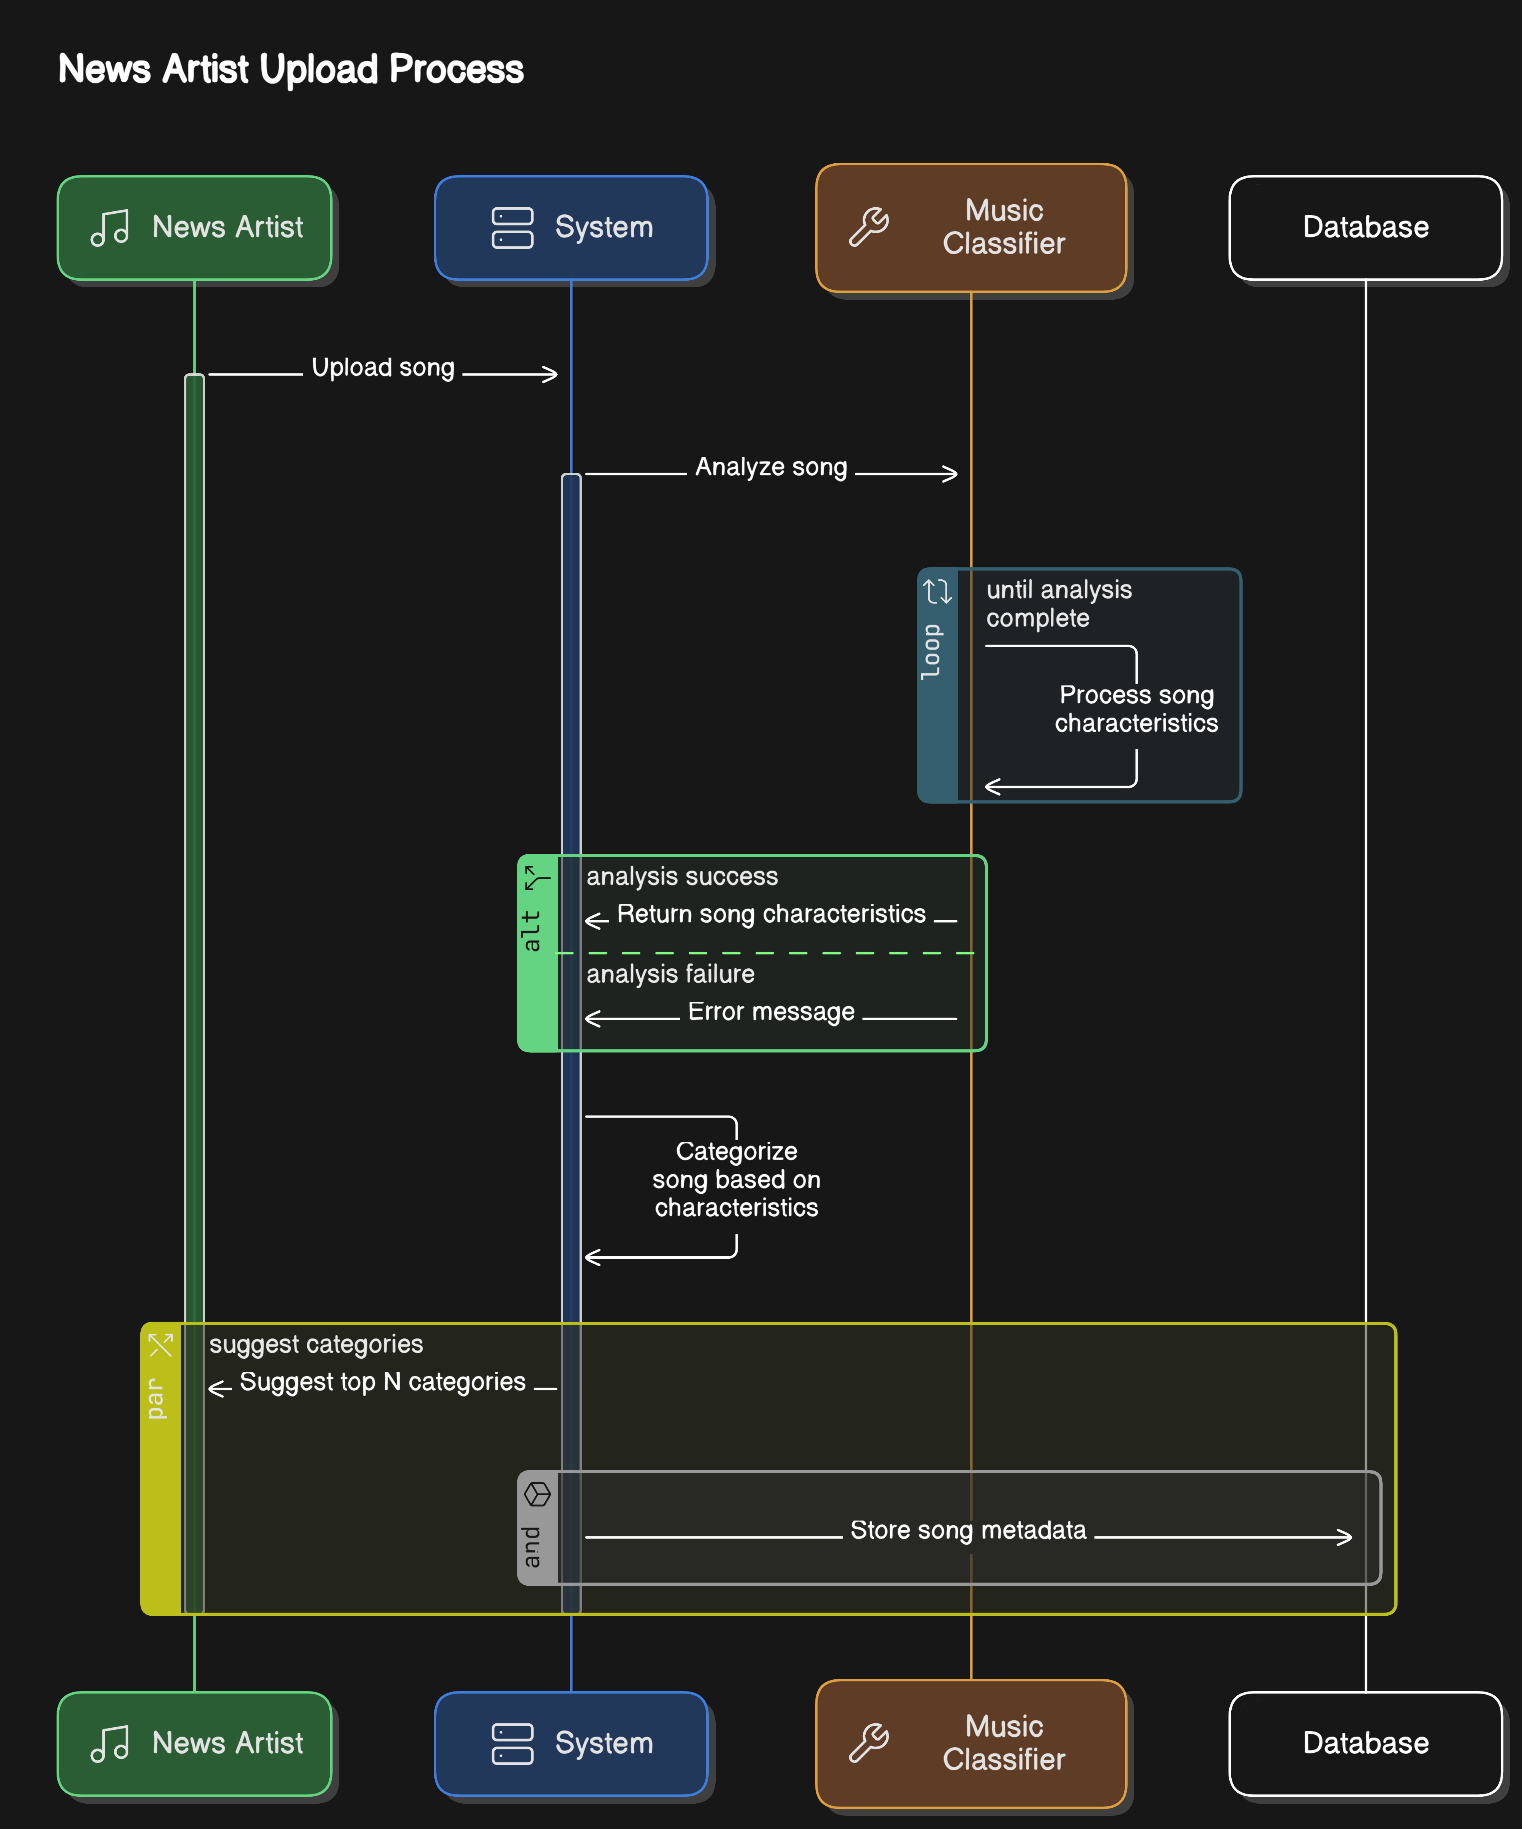 News Artist Upload Process
News Artist
System
Music
Classifier
Database
Upload song
Analyze song
loop
until analysis
complete
Process song
characteristics
alt
analysis success
Return song characteristics
analysis failure
Error message
Categorize
song based on
characteristics
par
suggest categories
Suggest top N categories
and
Store song metadata
News Artist
System
Music
Classifier
Database